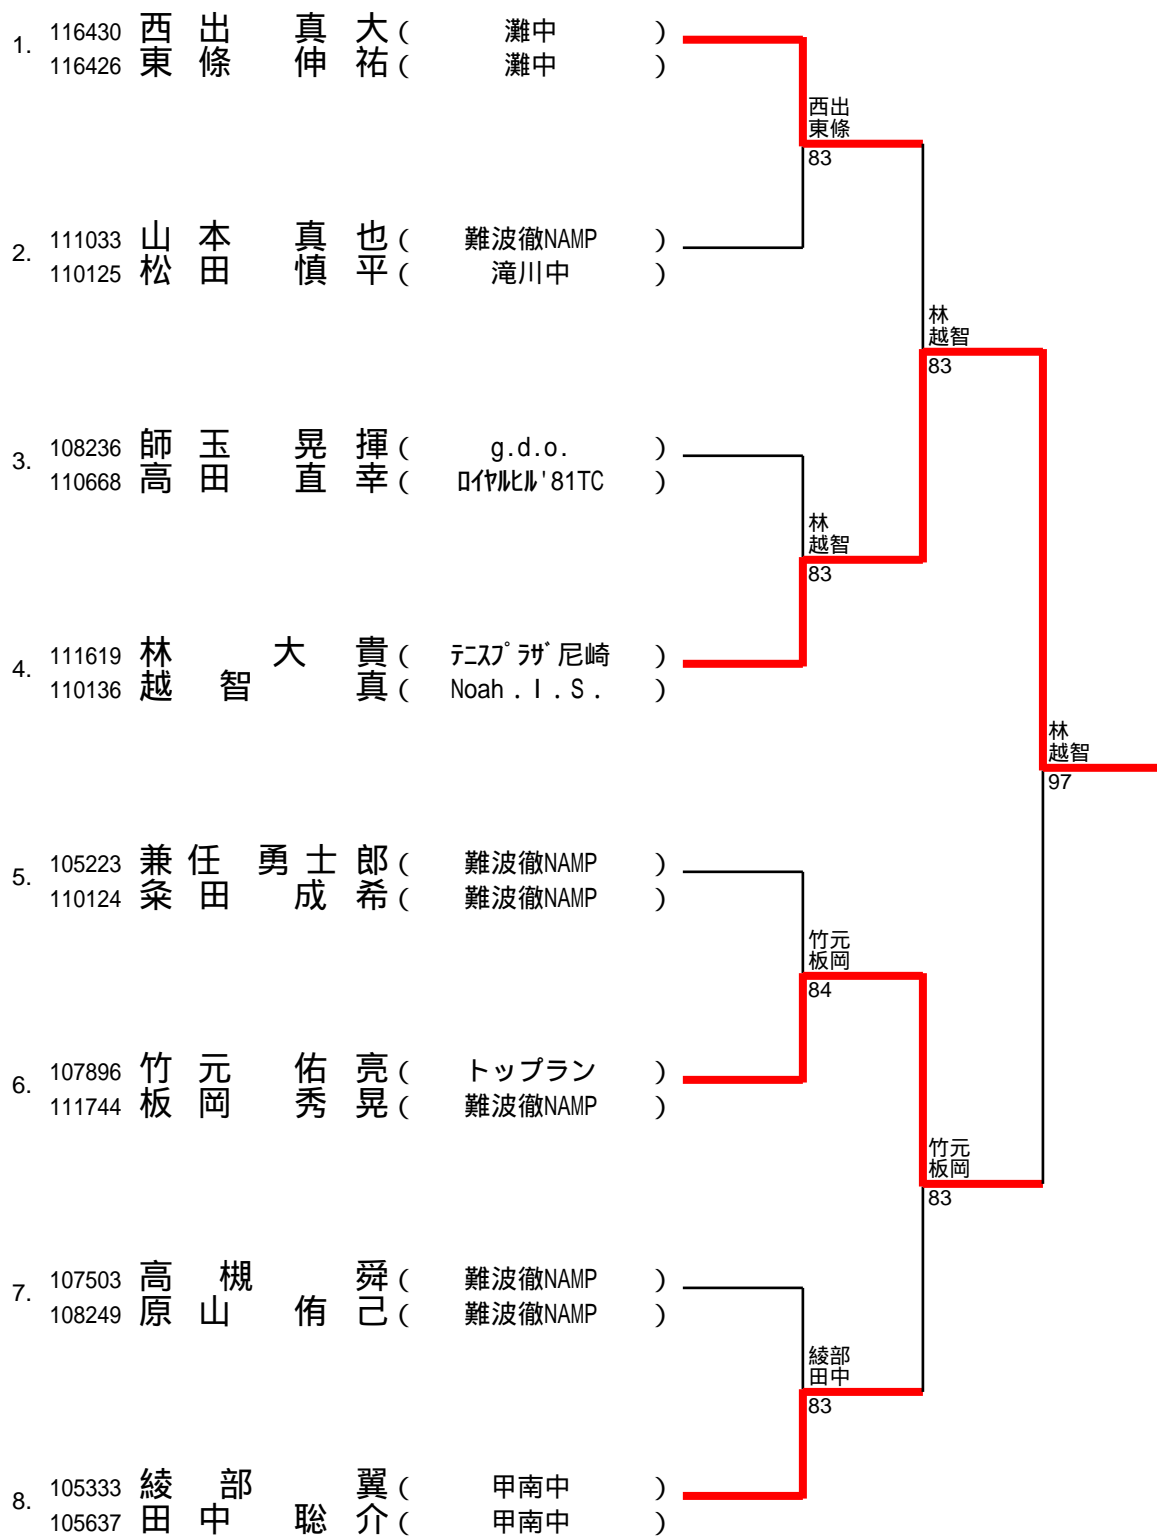 1. 116430 西出 真大 ( 灘中 )
116426 東條 伸祐 ( 灘中 )
西出
東條
83
2. 111033 山本 真也 ( 難波徹NAMP )
110125 松田 慎平 ( 滝川中 )
林
越智
83
3. 108236 師玉 晃揮 ( g.d.o. )
110668 高田 直幸 ( ﾛｲﾔﾙﾋﾙ'81TC )
林
越智
83
4. 111619 林 大貴 ( ﾃﾆｽﾌﾟﾗｻﾞ尼崎 )
110136 越智 真 ( Noah.I.S. )
林
越智
97
5. 105223 兼任 勇士郎 ( 難波徹NAMP )
110124 粂田 成希 ( 難波徹NAMP )
竹元
板岡
84
6. 107896 竹元 佑亮 ( トップラン )
111744 板岡 秀晃 ( 難波徹NAMP )
竹元
板岡
83
7. 107503 高槻 舜 ( 難波徹NAMP )
108249 原山 侑己 ( 難波徹NAMP )
綾部
田中
83
8. 105333 綾部 翼 ( 甲南中 )
105637 田中 聡介 ( 甲南中 )